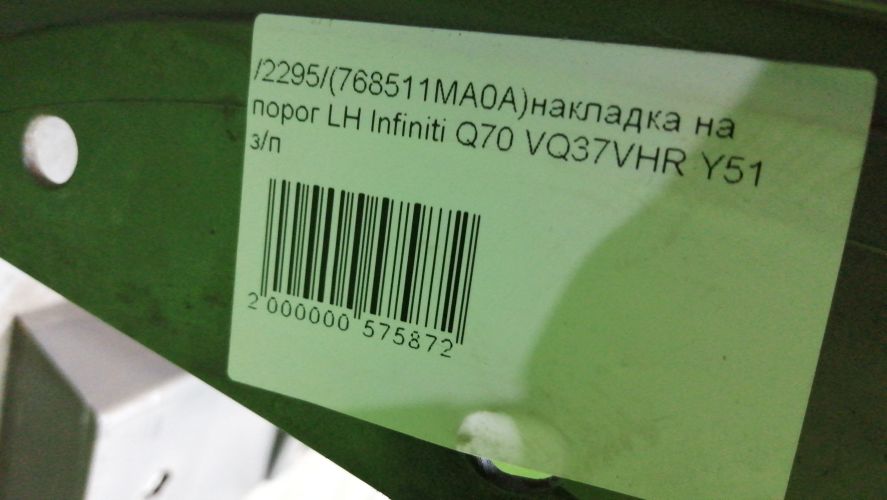 /2295/(768511MA0A)накладка на
порог LH Infiniti Q70 VQ37VHR Y51
з/п
2 000000 575872